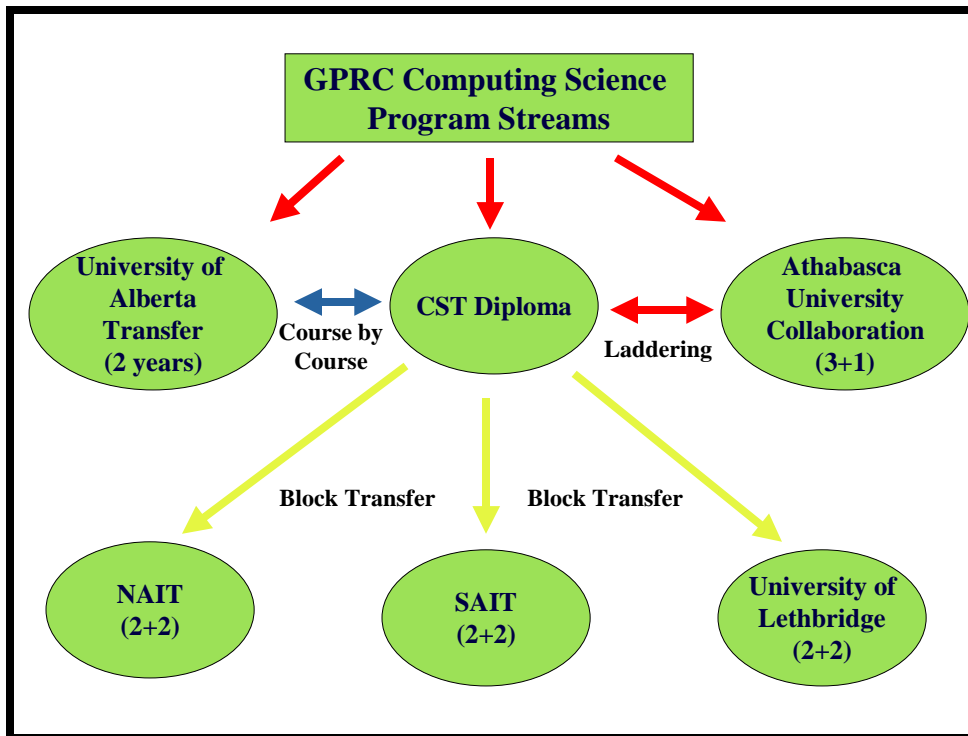 GPRC Computing Science
Program Streams
University of
Alberta
Transfer
(2 years)
Course by
Course
CST Diploma
Laddering
Athabasca
University
Collaboration
(3+1)
Block Transfer
Block Transfer
NAIT
(2+2)
SAIT
(2+2)
University of
Lethbridge
(2+2)